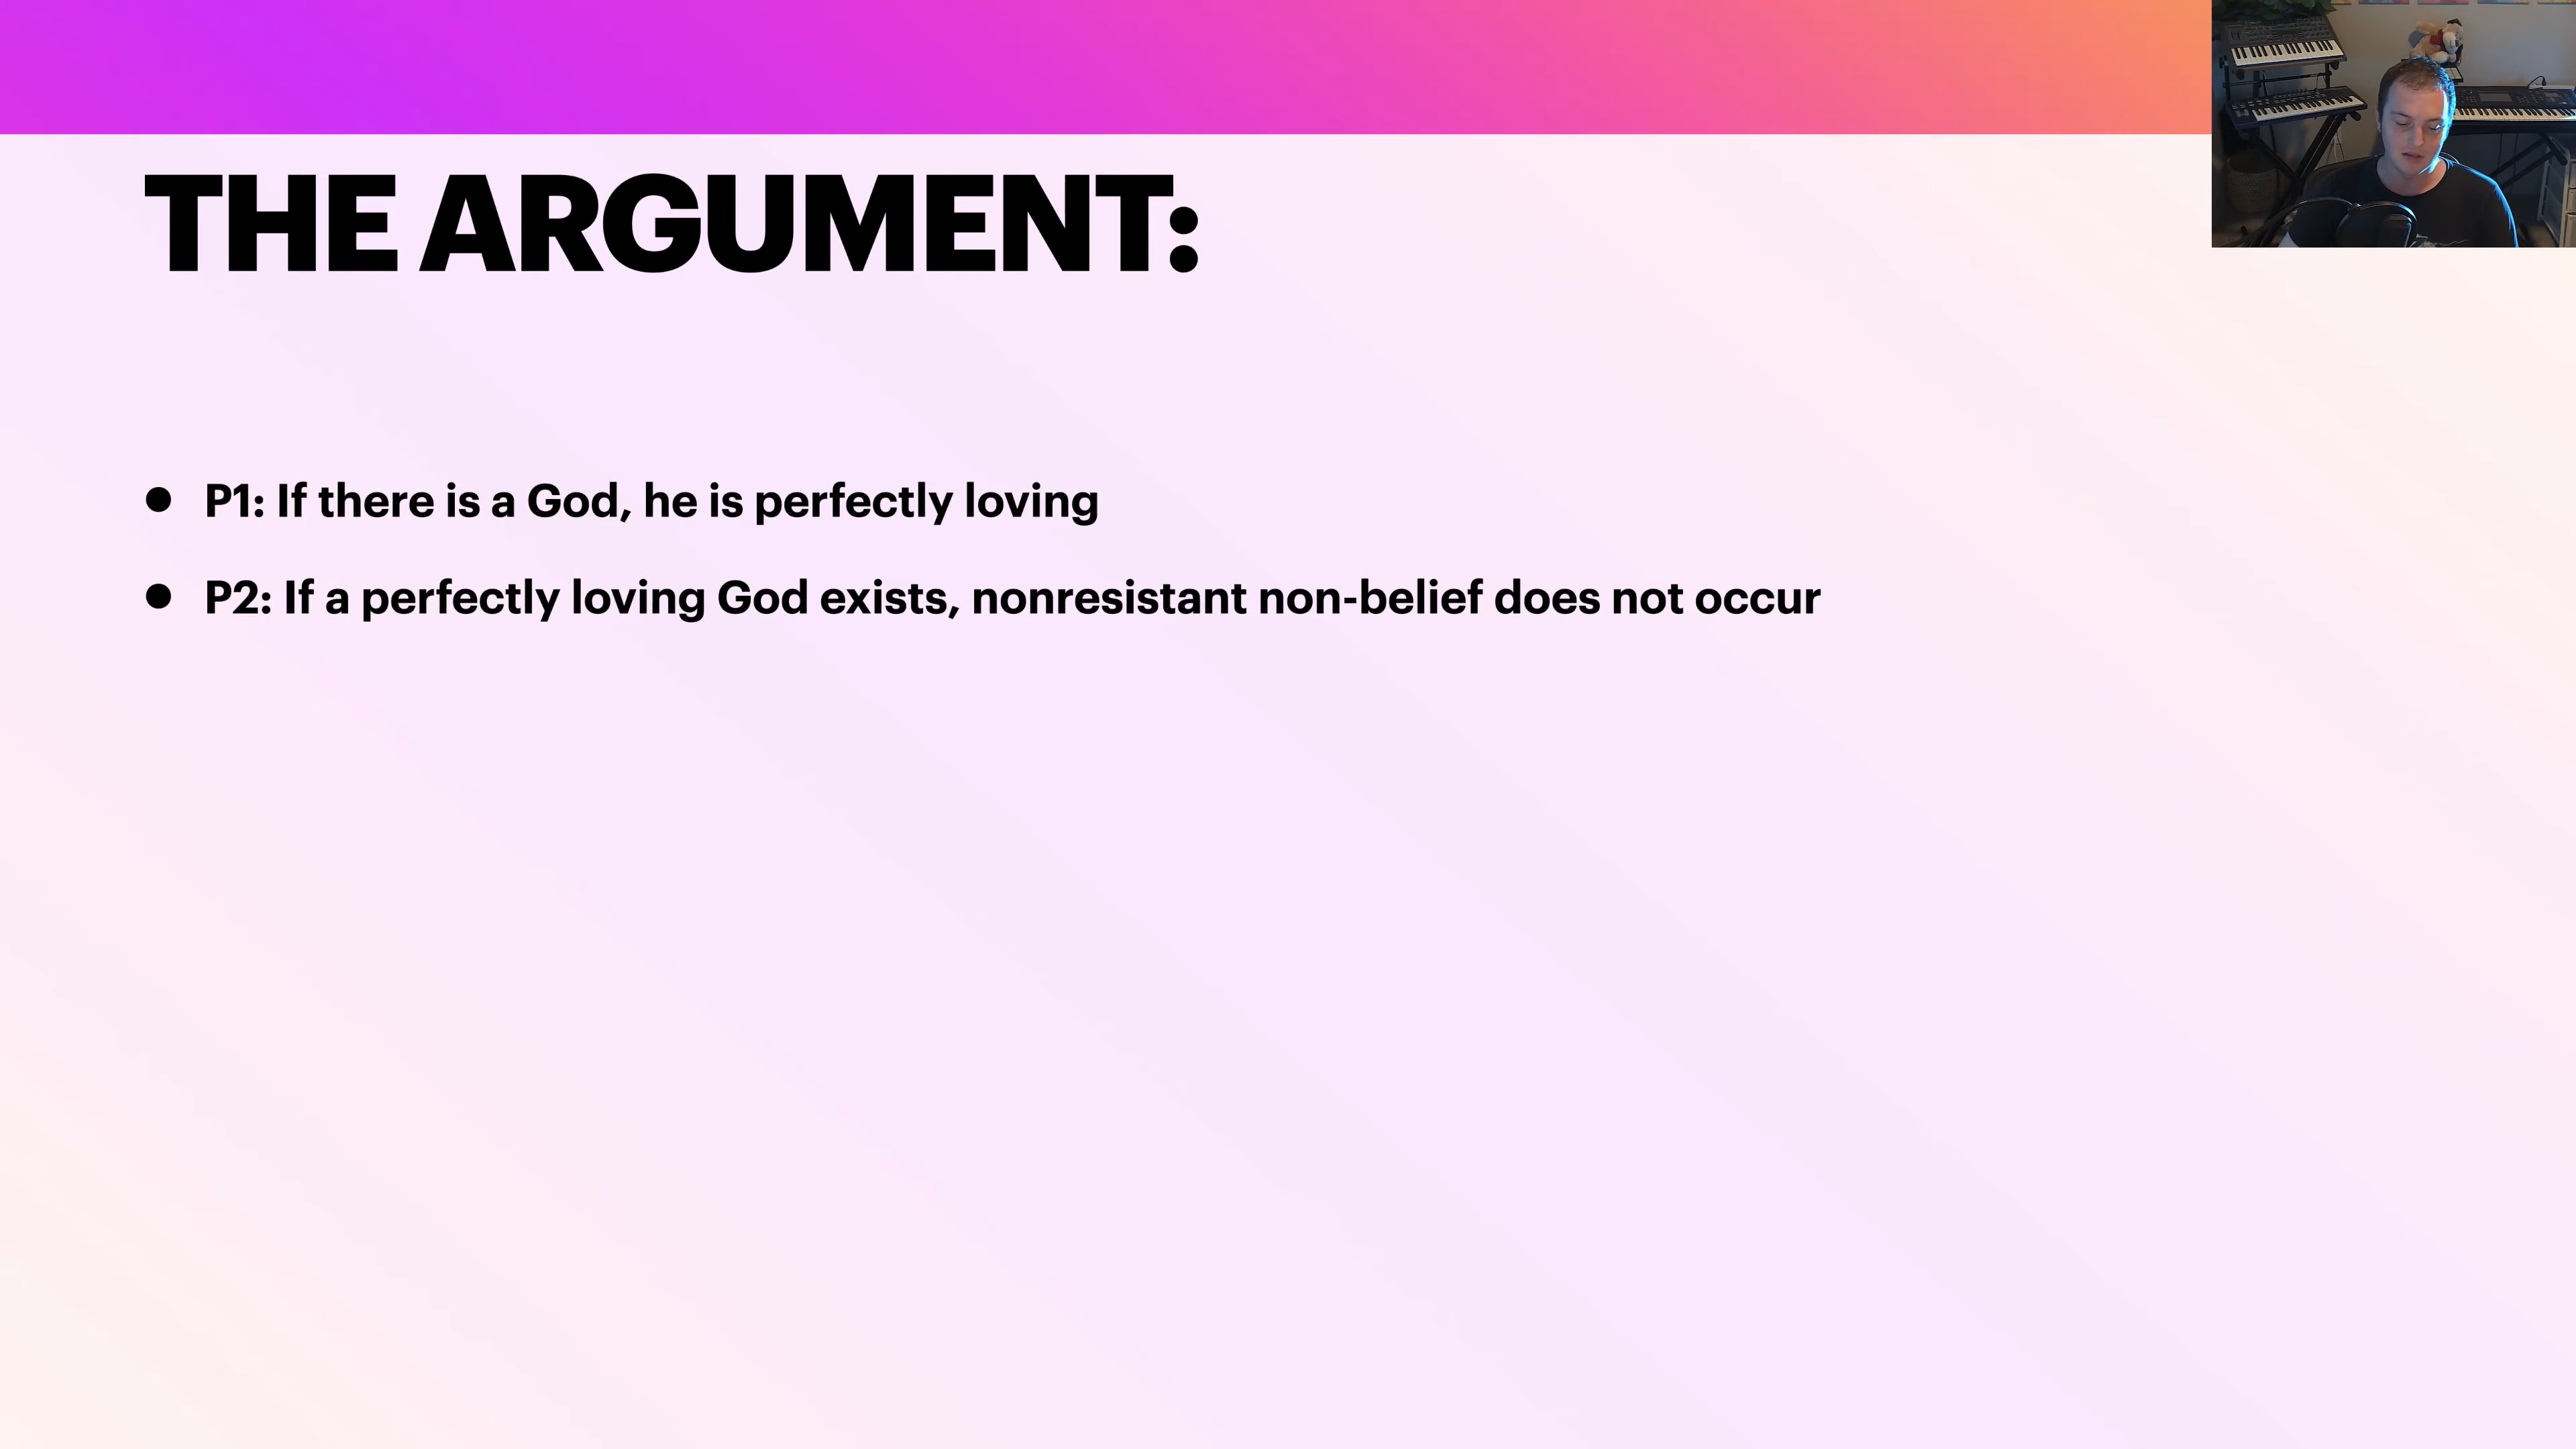 THE ARGUMENT:
● P1: If there is a God, he is perfectly loving
● P2: If a perfectly loving God exists, nonresistant non-belief does not occur